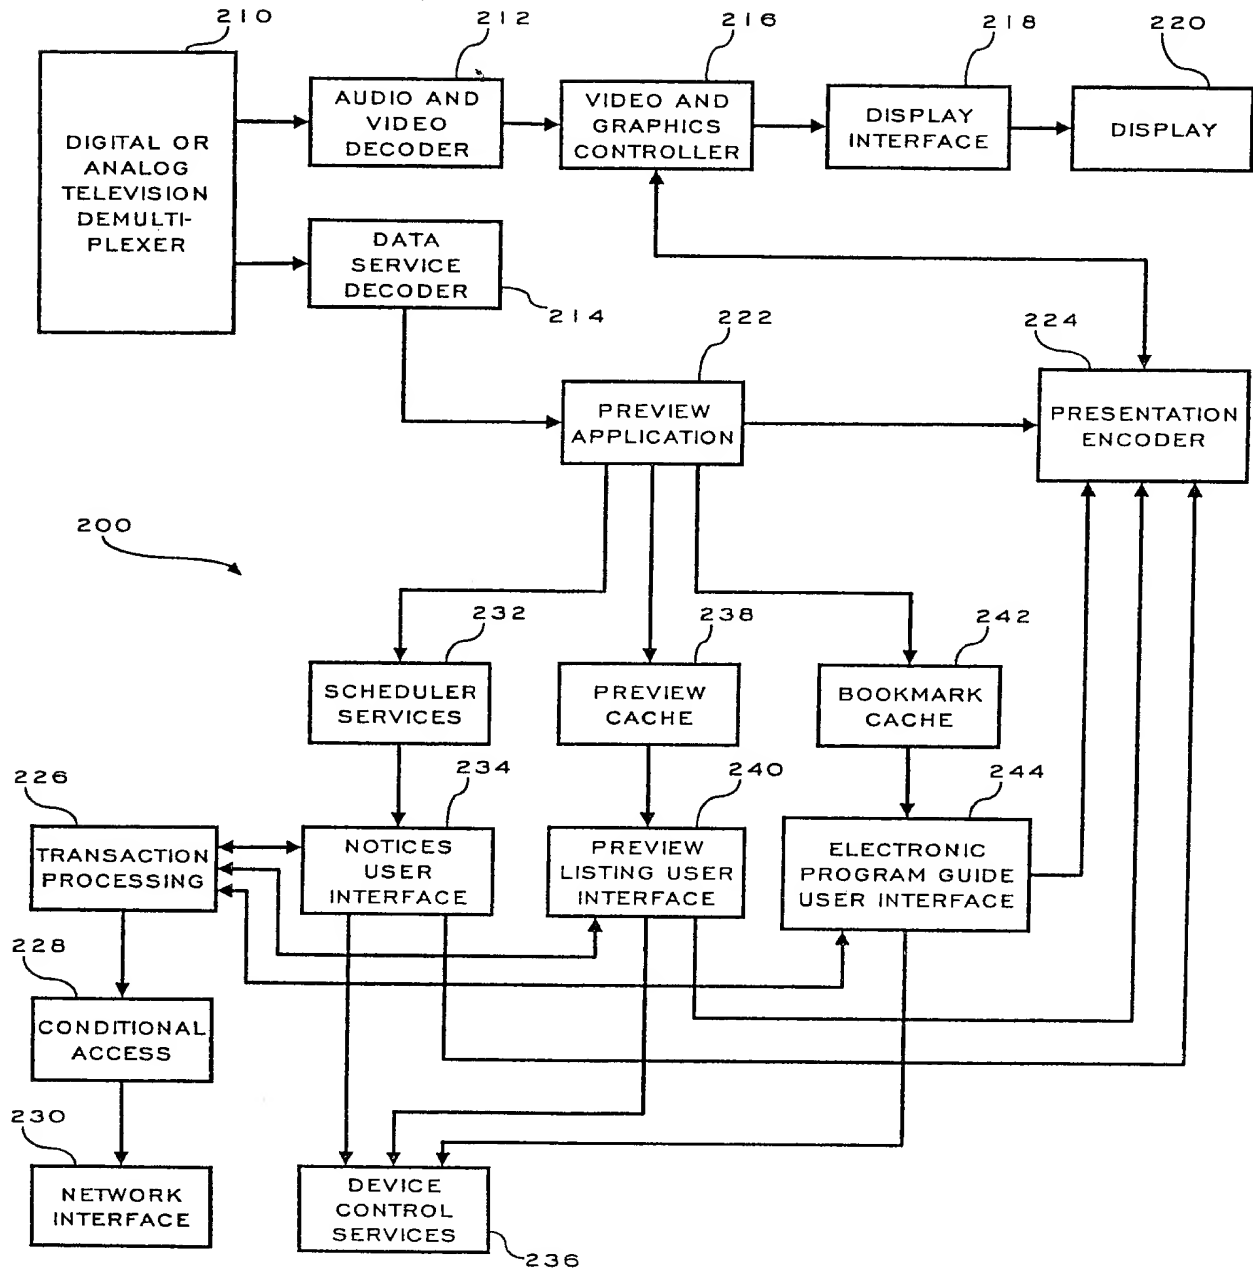 210
212
216
218
220
DIGITAL OR
ANALOG
TELEVISION
DEMULTI-
PLEXER
AUDIO AND
VIDEO
DECODER
VIDEO AND
GRAPHICS
CONTROLLER
DISPLAY
INTERFACE
DISPLAY
DATA
SERVICE
DECODER
214
222
224
PREVIEW
APPLICATION
PRESENTATION
ENCODER
200
232
238
242
SCHEDULER
SERVICES
PREVIEW
CACHE
BOOKMARK
CACHE
226
234
240
244
TRANSACTION
PROCESSING
NOTICES
USER
INTERFACE
PREVIEW
LISTING USER
INTERFACE
ELECTRONIC
PROGRAM GUIDE
USER INTERFACE
228
CONDITIONAL
ACCESS
230
NETWORK
INTERFACE
DEVICE
CONTROL
SERVICES
236